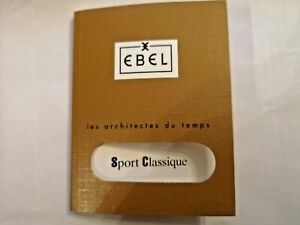 EBEL
les architectes du temps
Sport Classique